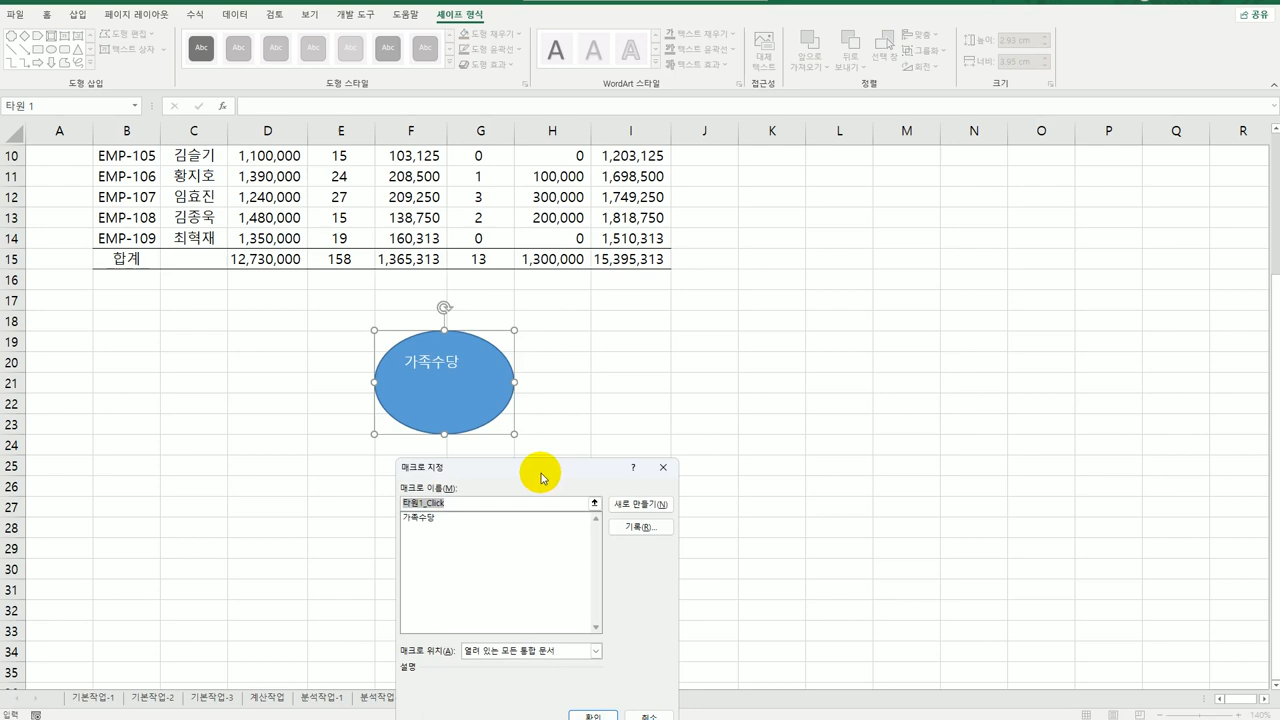 파일 홈 삽입 페이지 레이아웃 수식 데이터 검토 보기 개발 도구 도움말 셰이프 형식 공유
도형 편집
텍스트 상자
도형 삽입
Abc Abc Abc Abc Abc Abc Abc
도형 채우기
도형 윤곽선
도형 효과
도형 스타일
A A A
텍스트 채우기
텍스트 윤곽선
텍스트 효과
WordArt 스타일
대체
텍스트
접근성
앞으로
가져오기
뒤로
보내기
선택 창
맞춤
그룹화
회전
정렬
높이: 2.93 cm
너비: 3.95 cm
크기
타원 1
fx
A B C D E F G H I J K L M N O P Q R
10 EMP-105 김슬기 1,100,000 15 103,125 0 0 1,203,125
11 EMP-106 황지호 1,390,000 24 208,500 1 100,000 1,698,500
12 EMP-107 임효진 1,240,000 27 209,250 3 300,000 1,749,250
13 EMP-108 김종욱 1,480,000 15 138,750 2 200,000 1,818,750
14 EMP-109 최혁재 1,350,000 19 160,313 0 0 1,510,313
15 합계 12,730,000 158 1,365,313 13 1,300,000 15,395,313
16
17
18
19
20
21
22
23
24
25
26
27
28
29
30
31
32
33
34
35
가족수당
매크로 지정 ?
매크로 이름(M):
타원1_Click
새로 만들기(N)
가족수당
기록(R)...
매크로 위치(A): 열려 있는 모든 통합 문서
설명
확인 취소
기본작업-1 기본작업-2 기본작업-3 계산작업 분석작업-1 분석작업
입력
140%